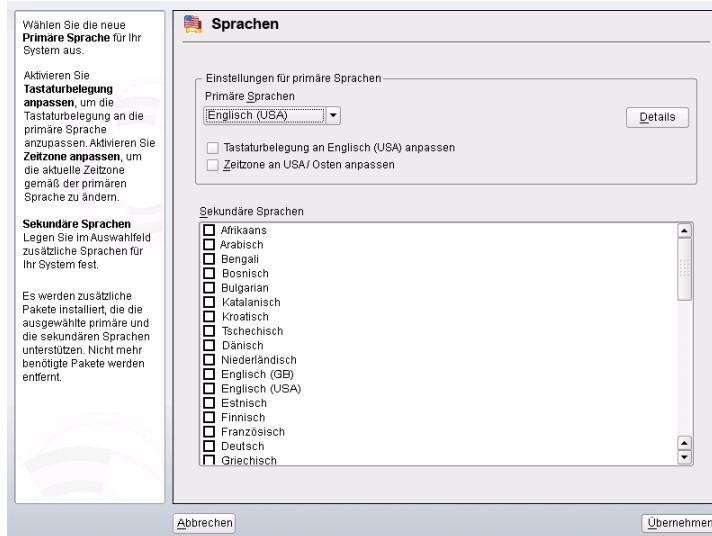 Wählen Sie die neue
Primäre Sprache für Ihr
System aus.
Aktivieren Sie
Tastaturbelegung
anpassen, um die
Tastaturbelegung an die
primäre Sprache
anzupassen. Aktivieren Sie
Zeitzone anpassen, um
die aktuelle Zeitzone
gemäß der primären
Sprache zu ändern.
Sekundäre Sprachen
Legen Sie im Auswahlfeld
zusätzliche Sprachen für
Ihr System fest.
Es werden zusätzliche
Pakete installiert, die die
ausgewählte primäre und
die sekundären Sprachen
unterstützen. Nicht mehr
benötigte Pakete werden
entfernt.
Sprachen
Einstellungen für primäre Sprachen
Primäre Sprachen
Englisch (USA)
Details
Tastaturbelegung an Englisch (USA) anpassen
Zeitzone an USA / Osten anpassen
Sekundäre Sprachen
Afrikaans
Arabisch
Bengali
Bosnisch
Bulgarian
Katalanisch
Kroatisch
Tschechisch
Dänisch
Niederländisch
Englisch (GB)
Englisch (USA)
Estnisch
Finnisch
Französisch
Deutsch
Griechisch
Abbrechen
Übernehmen